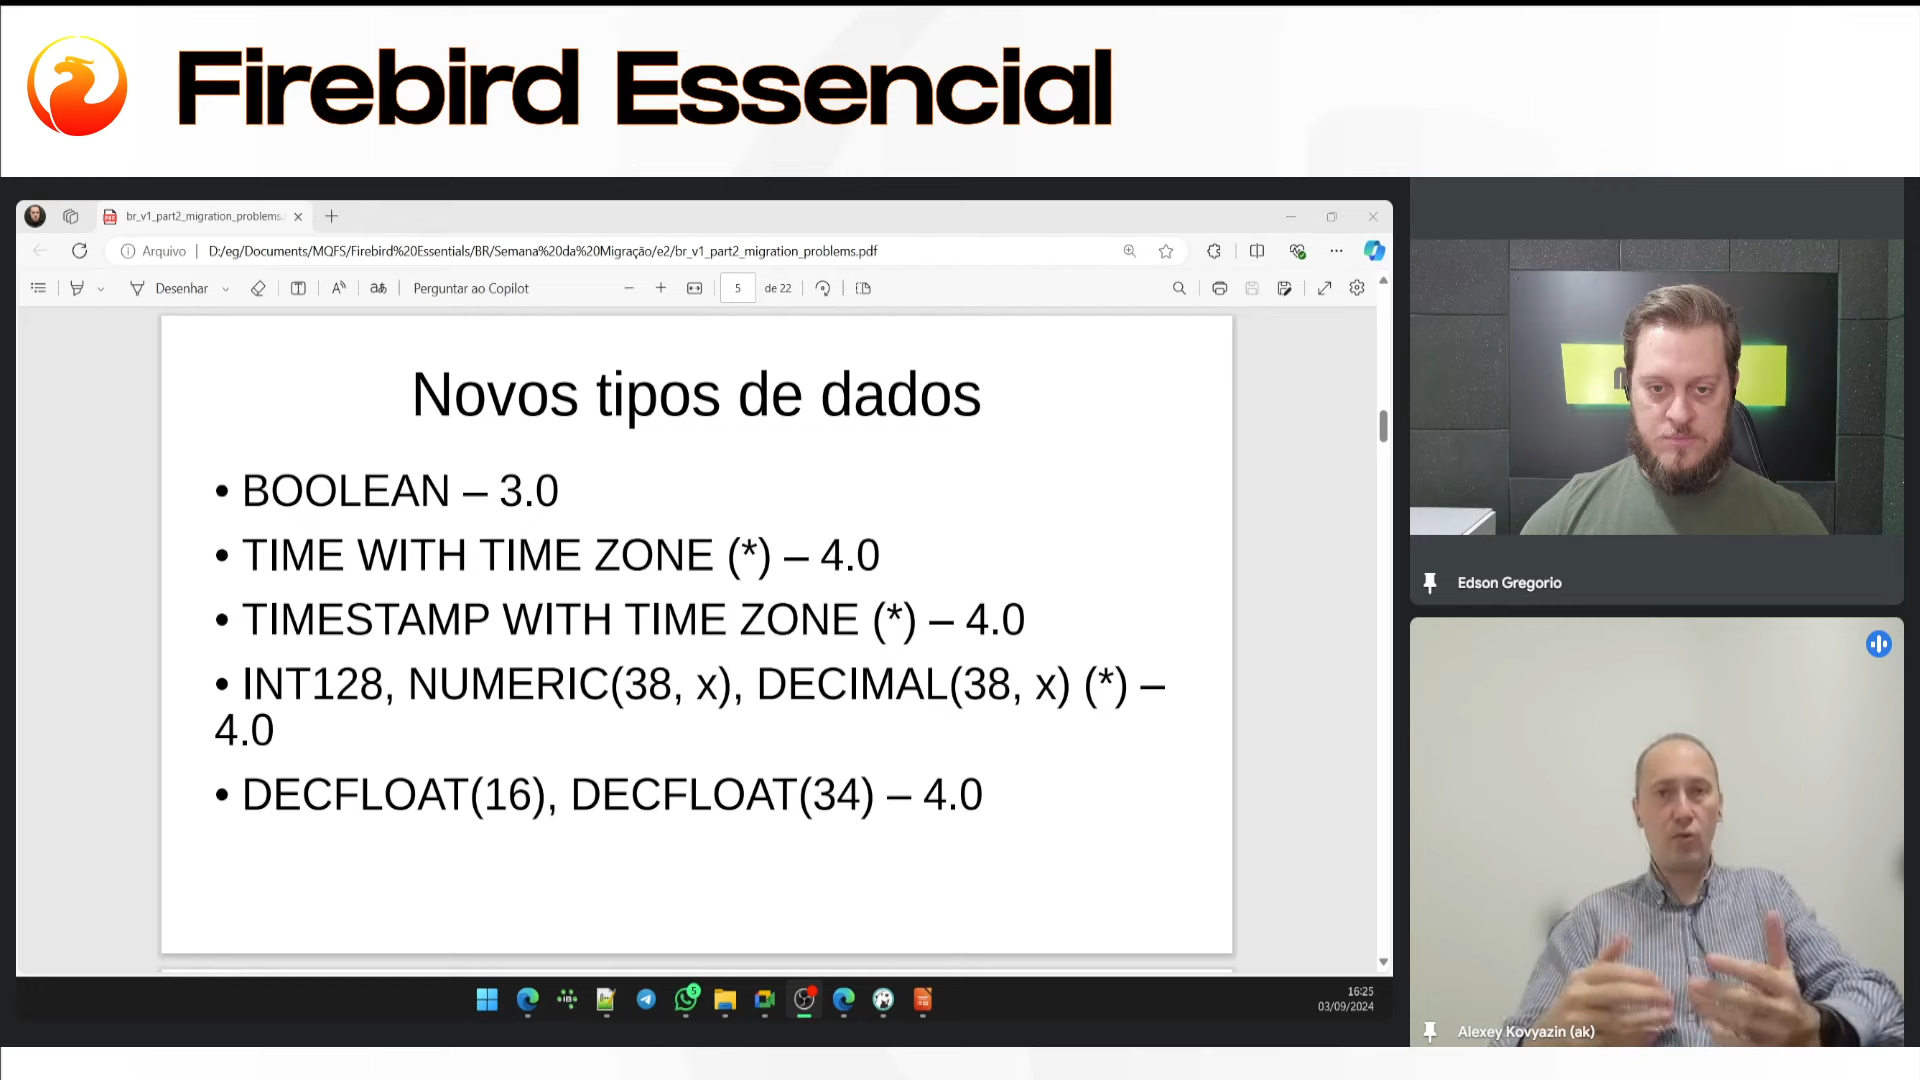 Firebird Essencial
br_v1_part2_migration_problems.
Arquivo
D:/eg/Documents/MQFS/Firebird%20Essentials/BR/Semana%20da%20Migração/e2/br_v1_part2_migration_problems.pdf
Desenhar
Perguntar ao Copilot
5 de 22
Novos tipos de dados
• BOOLEAN – 3.0
• TIME WITH TIME ZONE (*) – 4.0
• TIMESTAMP WITH TIME ZONE (*) – 4.0
• INT128, NUMERIC(38, x), DECIMAL(38, x) (*) –
4.0
• DECFLOAT(16), DECFLOAT(34) – 4.0
5
16:25
03/09/2024
Edson Gregorio
Alexey Kovyazin (ak)